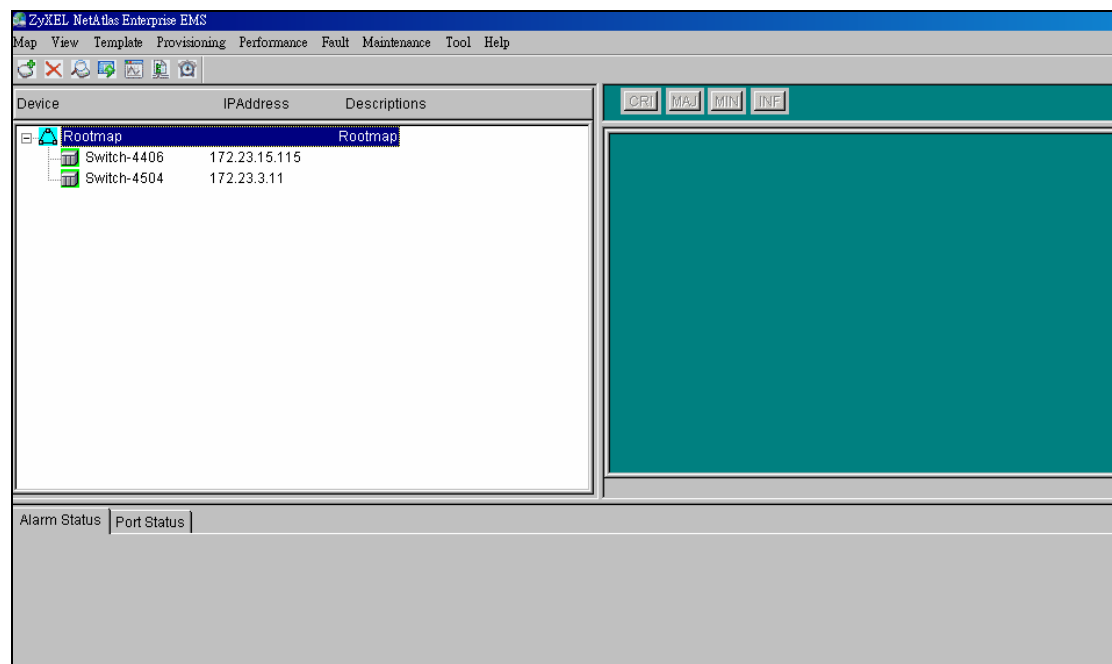 ZyXEL NetAtlas Enterprise EMS
Map View Template Provisioning Performance Fault Maintenance Tool Help
Device IPAddress Descriptions
CRI MAJ MIN INF
Rootmap Rootmap
Switch-4406 172.23.15.115
Switch-4504 172.23.3.11
Alarm Status Port Status